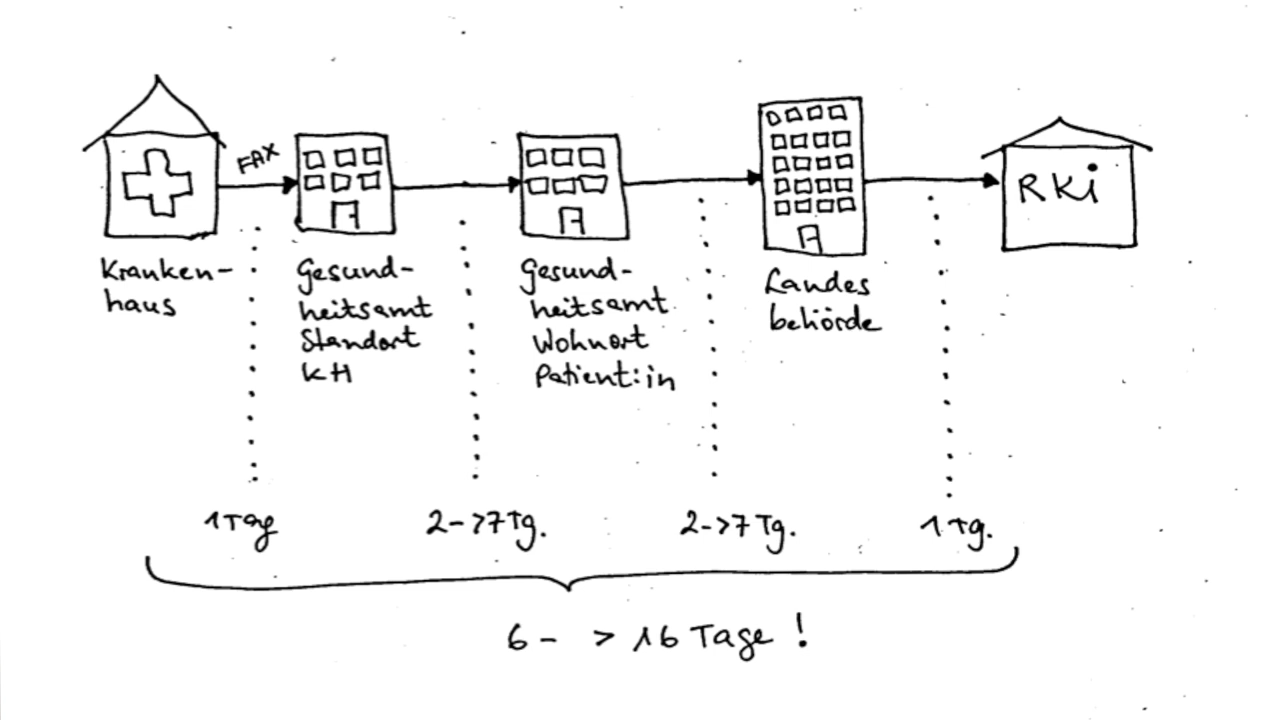 FAX
RKi
Kranken-
haus
Gesund-
heitsamt
Standort
KH
Gesund-
heitsamt
Wohnort
Patient:in
Landes
behörde
1 Tag
2->7 Tg.
2->7 Tg.
1 Tg.
6- > 16 Tage !